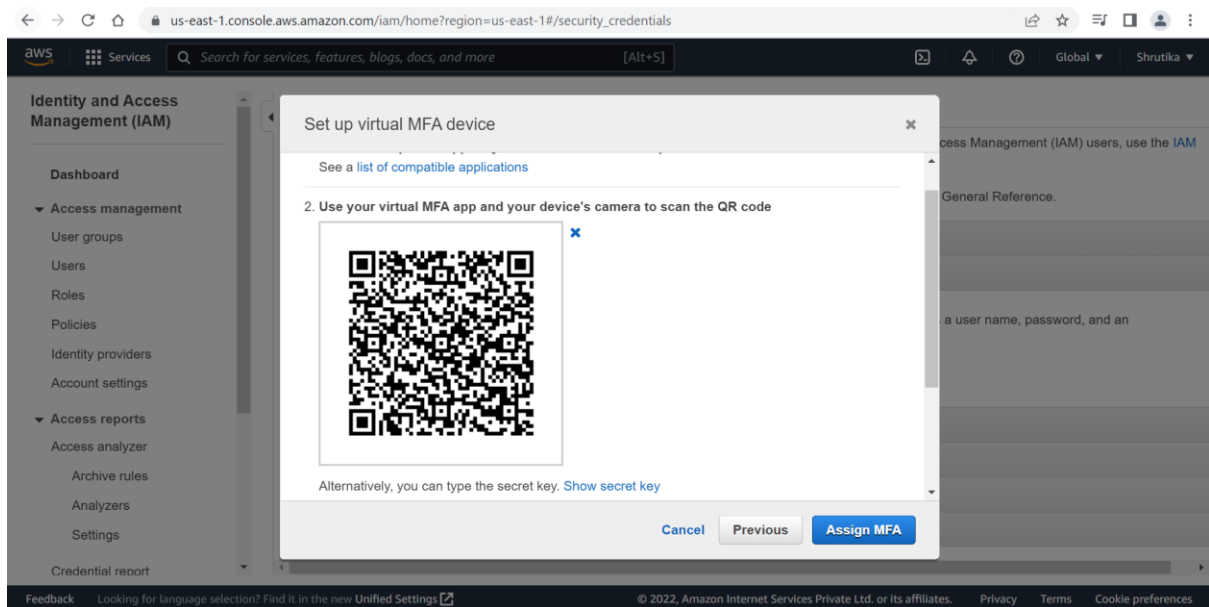 us-east-1.console.aws.amazon.com/iam/home?region=us-east-1#/security_credentials
aws Services Search for services, features, blogs, docs, and more [Alt+S] Global Shrutika
Identity and Access
Management (IAM)
Dashboard
Access management
User groups
Users
Roles
Policies
Identity providers
Account settings
Access reports
Access analyzer
Archive rules
Analyzers
Settings
Credential report
Set up virtual MFA device
See a list of compatible applications
2. Use your virtual MFA app and your device's camera to scan the QR code
Alternatively, you can type the secret key. Show secret key
Cancel Previous Assign MFA
cess Management (IAM) users, use the IAM
General Reference.
a user name, password, and an
Feedback Looking for language selection? Find it in the new Unified Settings © 2022, Amazon Internet Services Private Ltd. or its affiliates. Privacy Terms Cookie preferences